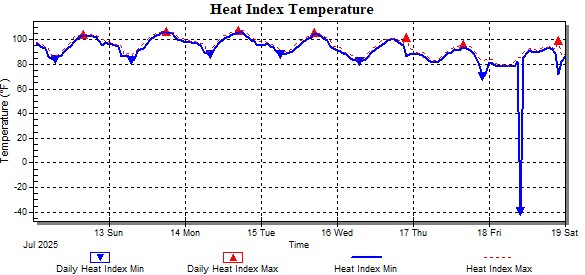 Heat Index Temperature
Temperature (°F)
100
80
60
40
20
0
-20
-40
13 Sun 14 Mon 15 Tue 16 Wed 17 Thu 18 Fri 19 Sat
Jul 2025 Time
Daily Heat Index Min Daily Heat Index Max Heat Index Min Heat Index Max